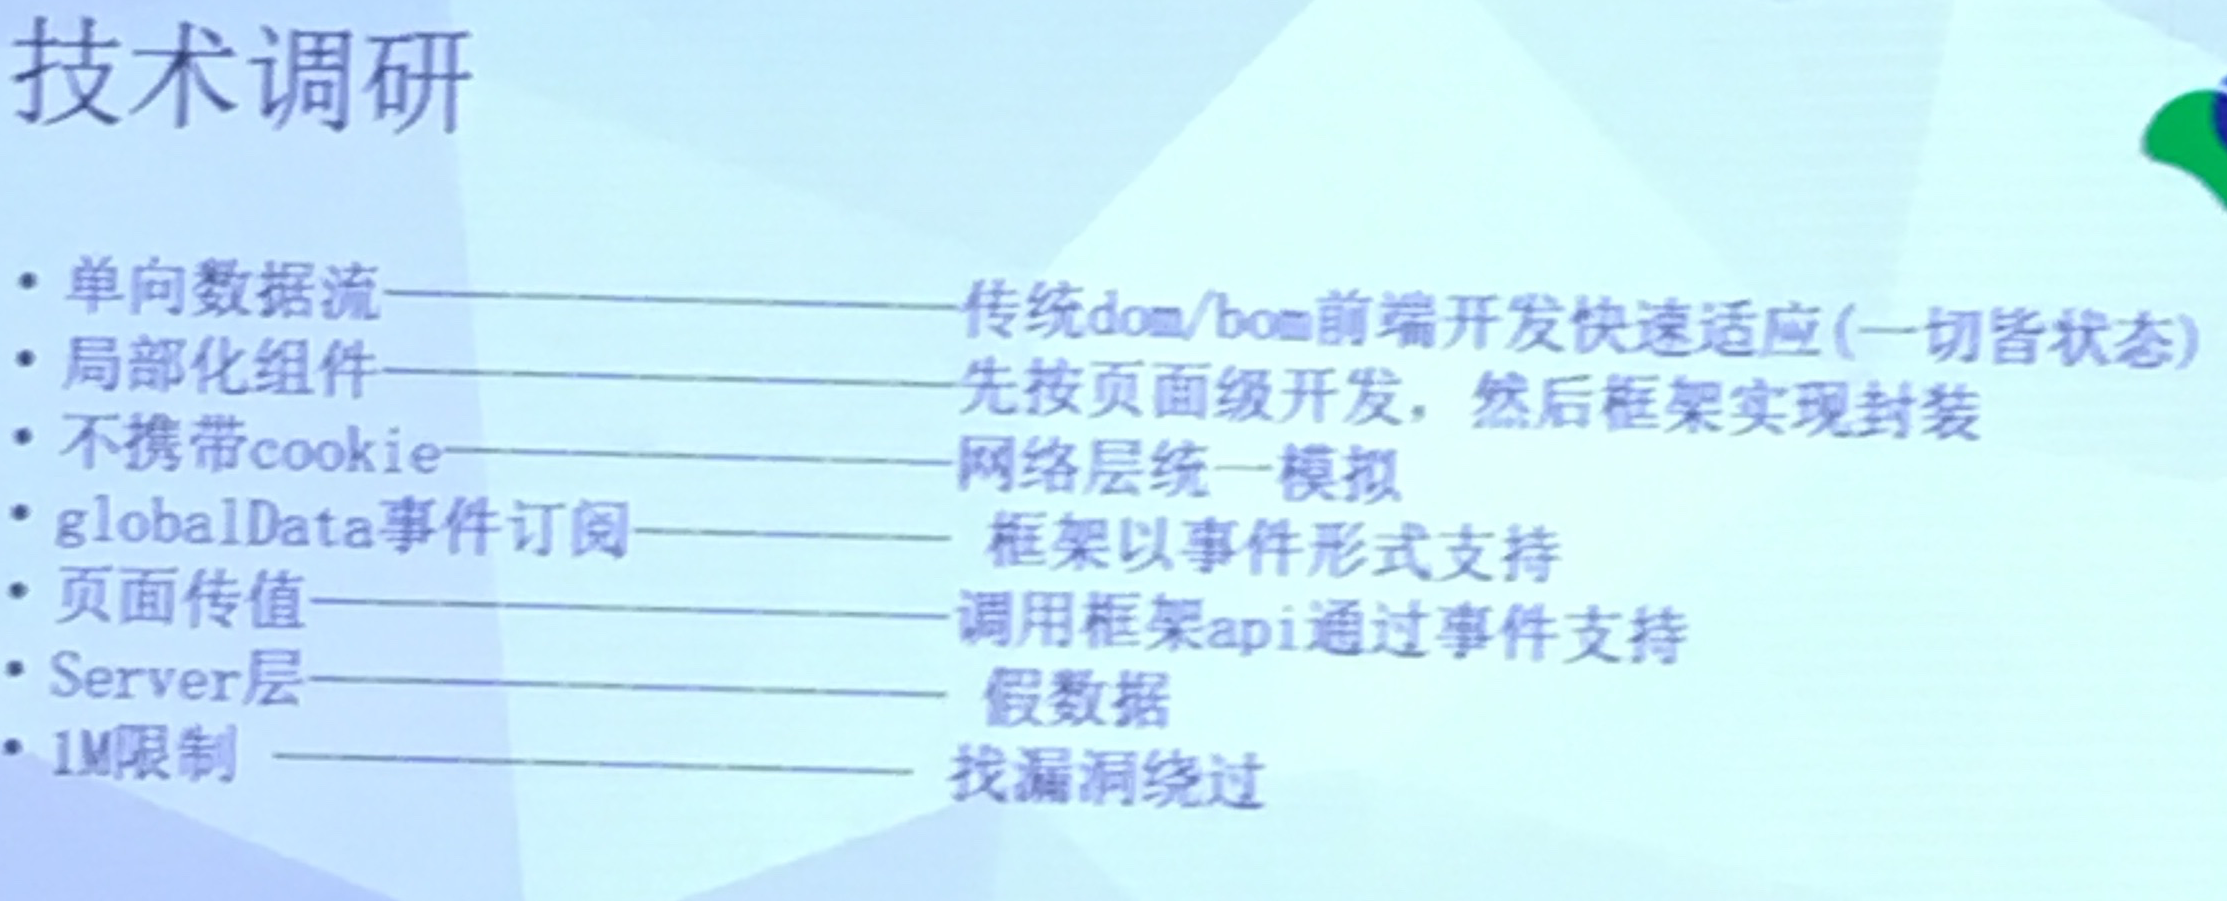 技术调研
• 单向数据流——————传统dom/bom前端开发快速适应(一切皆状态)
• 局部化组件——————先按页面级开发，然后框架实现封装
• 不携带cookie——————网络层统一模拟
• globalData事件订阅—————— 框架以事件形式支持
• 页面传值——————调用框架api通过事件支持
• Server层—————— 假数据
• 1M限制 —————— 找漏洞绕过